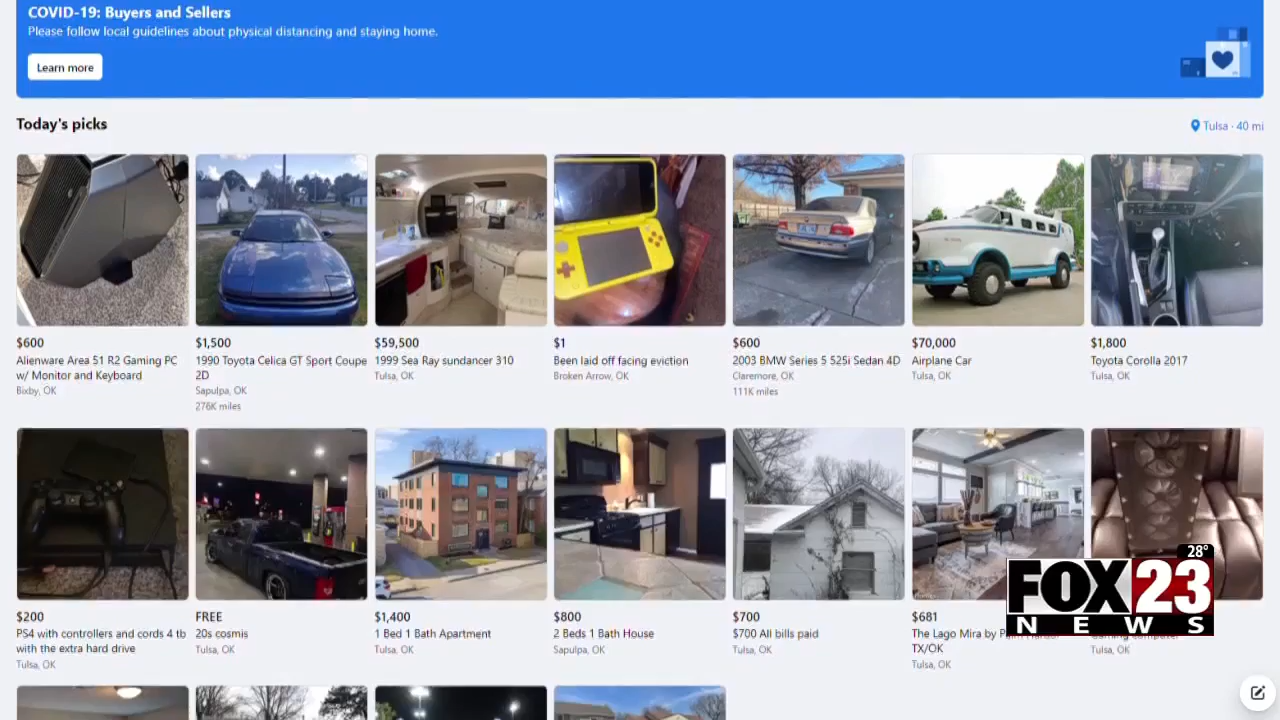 COVID-19: Buyers and Sellers
Please follow local guidelines about physical distancing and staying home.
Learn more
Today's picks
Tulsa · 40 mi
$600
Alienware Area 51 R2 Gaming PC
w/ Monitor and Keyboard
Bixby, OK
$1,500
1990 Toyota Celica GT Sport Coupe
2D
Sapulpa, OK
276K miles
$59,500
1999 Sea Ray sundancer 310
Tulsa, OK
$1
Been laid off facing eviction
Broken Arrow, OK
$600
2003 BMW Series 5 525i Sedan 4D
Claremore, OK
111K miles
$70,000
Airplane Car
Tulsa, OK
$1,800
Toyota Corolla 2017
Tulsa, OK
$200
PS4 with controllers and cords 4 tb
with the extra hard drive
Tulsa, OK
FREE
20s cosmis
Tulsa, OK
$1,400
1 Bed 1 Bath Apartment
Tulsa, OK
$800
2 Beds 1 Bath House
Sapulpa, OK
$700
$700 All bills paid
Tulsa, OK
$681
The Lago Mira by
TX/OK
Tulsa, OK
Tulsa, OK
28°
FOX 23
NEWS